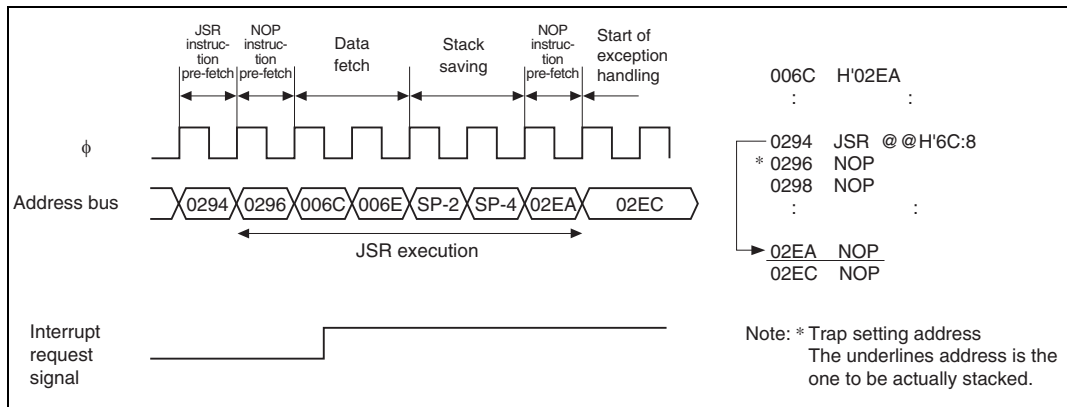 JSR
instruc-
tion
pre-fetch
NOP
instruc-
tion
pre-fetch
Data
fetch
Stack
saving
NOP
instruc-
tion
pre-fetch
Start of
exception
handling
φ
Address bus
0294 0296 006C 006E SP-2 SP-4 02EA 02EC
JSR execution
Interrupt
request
signal
006C H'02EA
: :
0294 JSR @@H'6C:8
* 0296 NOP
0298 NOP
: :
02EA NOP
02EC NOP
Note: * Trap setting address
The underlines address is the
one to be actually stacked.